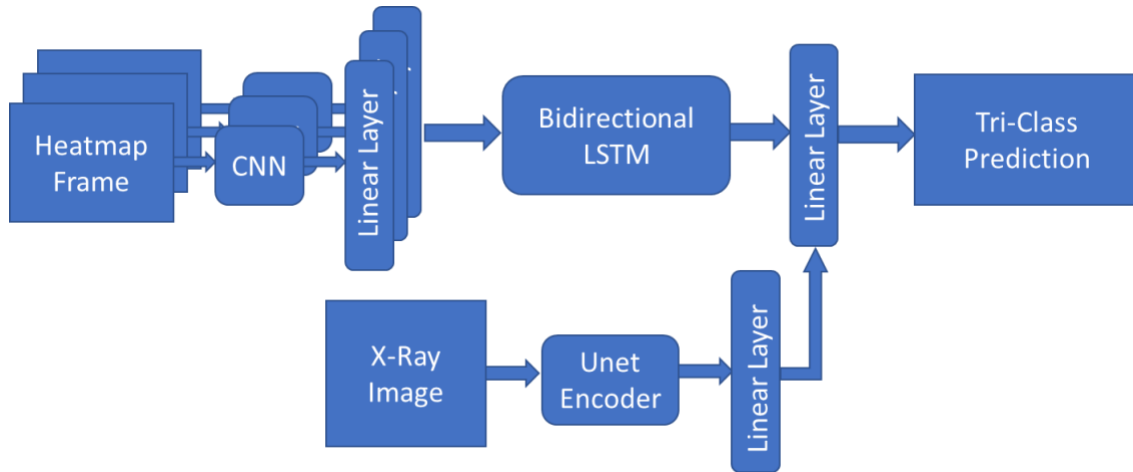 Heatmap
Frame
CNN
Linear Layer
Bidirectional
LSTM
Linear Layer
Tri-Class
Prediction
X-Ray
Image
Unet
Encoder
Linear Layer